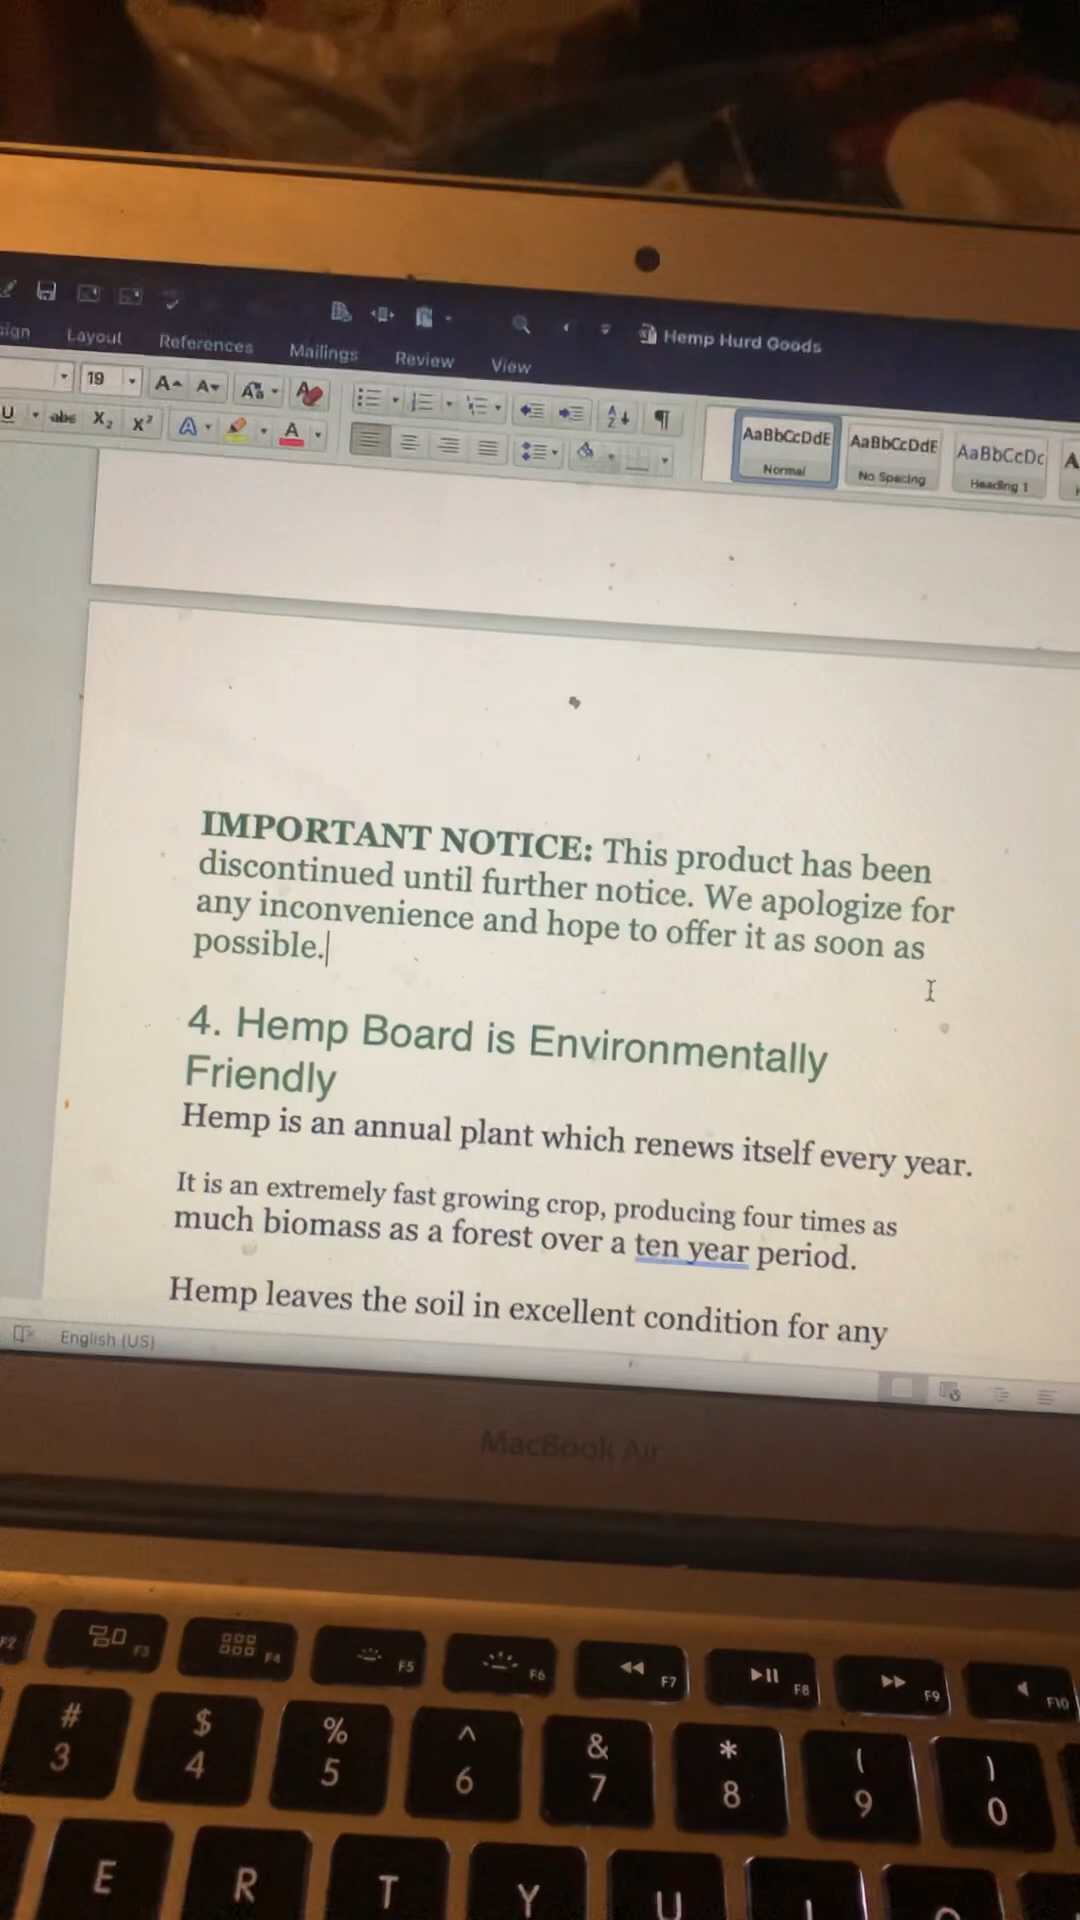 Hemp Hurd Goods
Layout References Mailings Review View
19 A A Aa A
U abc X₂ X² A A
AaBbCcDdE AaBbCcDdE AaBbCcDc
Normal No Spacing Heading 1
IMPORTANT NOTICE: This product has been
discontinued until further notice. We apologize for
any inconvenience and hope to offer it as soon as
possible.
4. Hemp Board is Environmentally
Friendly
Hemp is an annual plant which renews itself every year.
It is an extremely fast growing crop, producing four times as
much biomass as a forest over a ten year period.
Hemp leaves the soil in excellent condition for any
English (US)
MacBook Air
F2 F3 F4 F5 F6 F7 F8 F9 F10
# $ % ^ & * ( )
3 4 5 6 7 8 9 0
E R T Y U